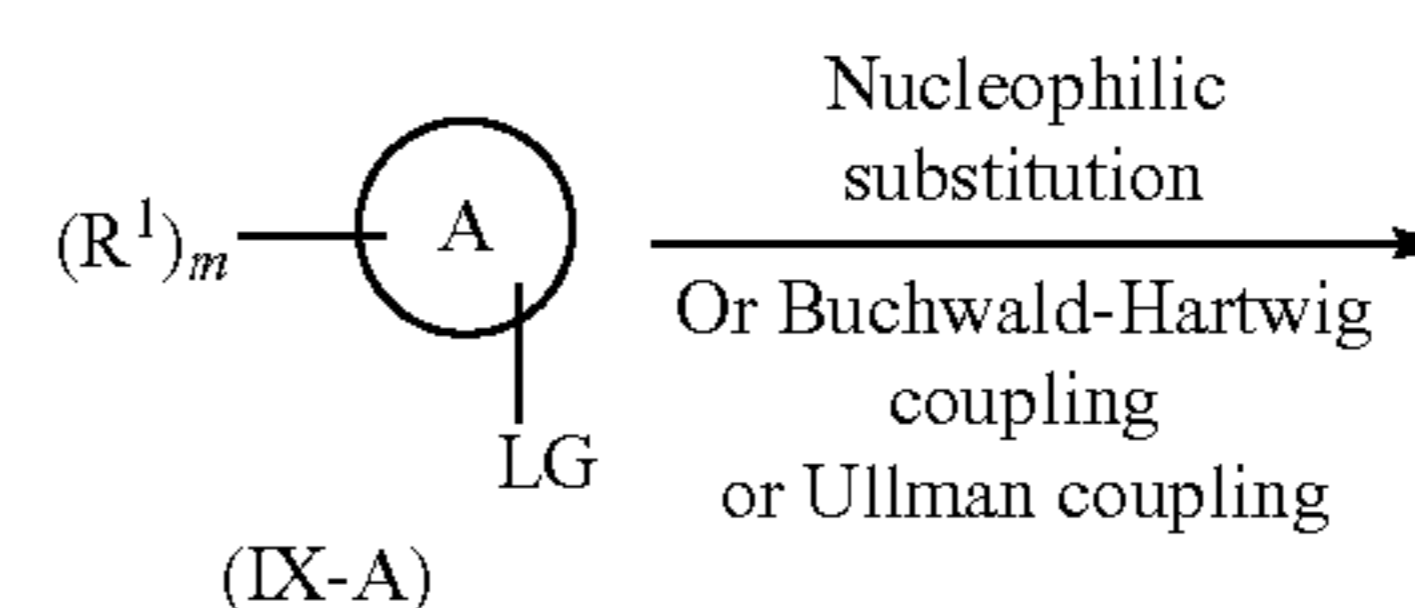 (R¹)ₘ
A
LG
(IX-A)
Nucleophilic
substitution
Or Buchwald-Hartwig
coupling
or Ullman coupling